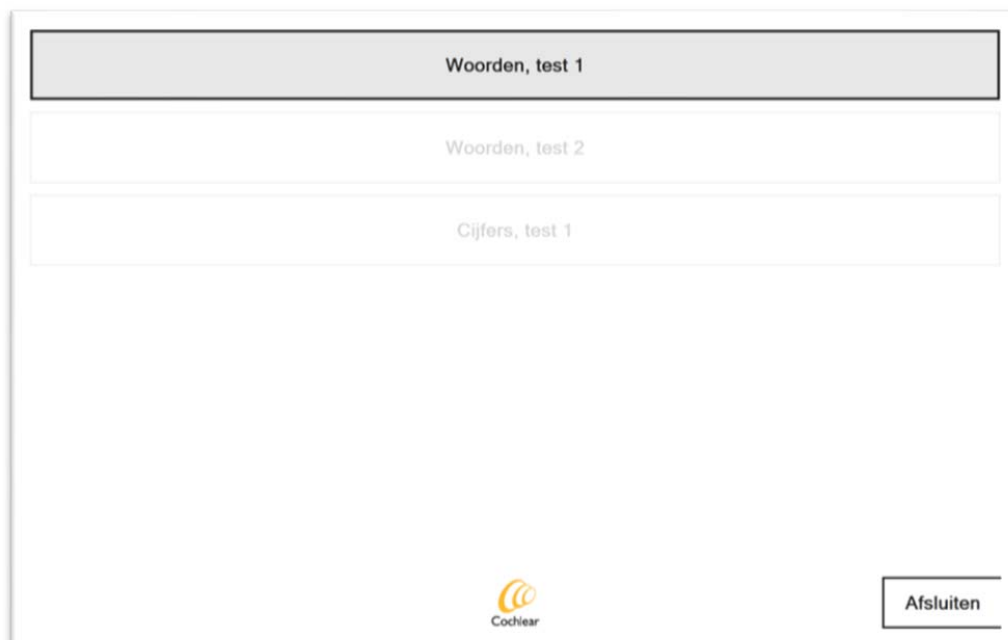 Woorden, test 1
Woorden, test 2
Cijfers, test 1
Cochlear
Afsluiten